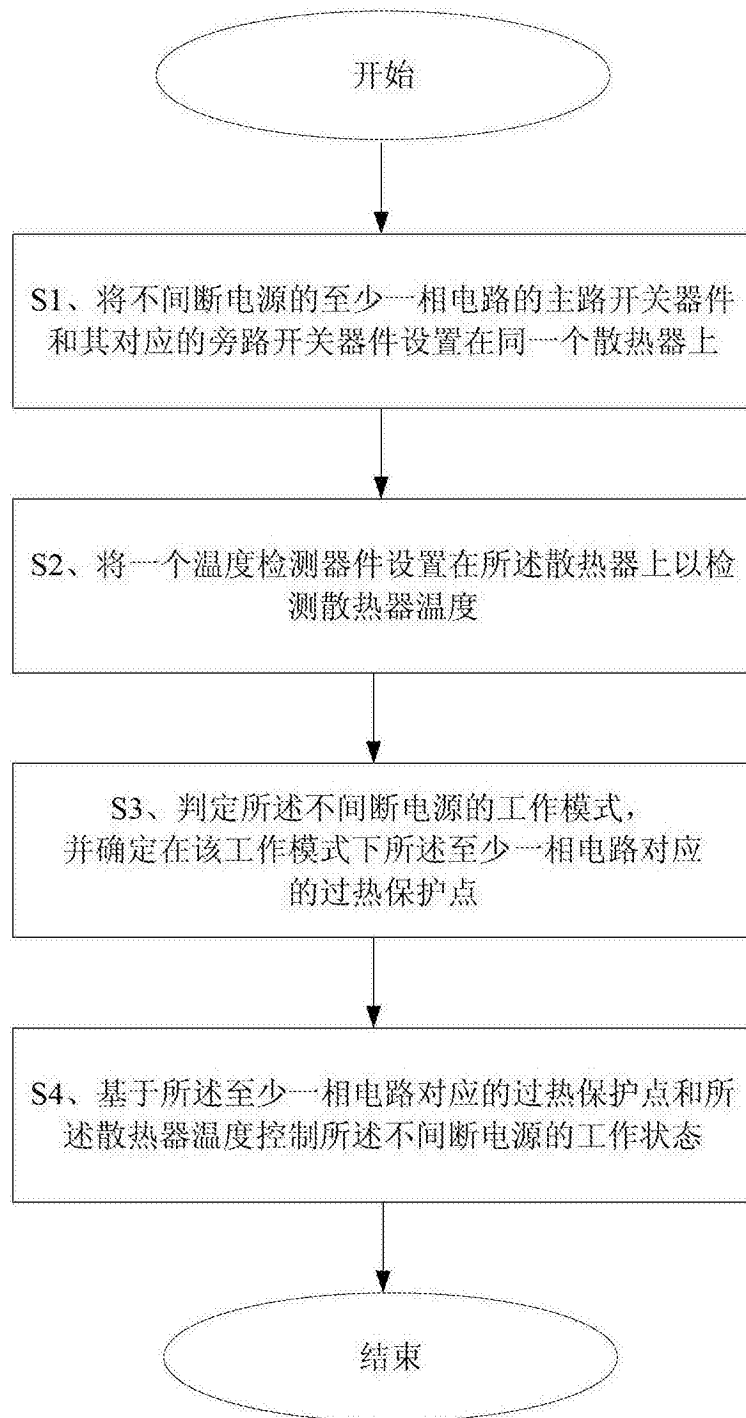 开始
S1、将不间断电源的至少一相电路的主路开关器件
和其对应的旁路开关器件设置在同一个散热器上
S2、将一个温度检测器件设置在所述散热器上以检
测散热器温度
S3、判定所述不间断电源的工作模式，
并确定在该工作模式下所述至少一相电路对应
的过热保护点
S4、基于所述至少一相电路对应的过热保护点和所
述散热器温度控制所述不间断电源的工作状态
结束